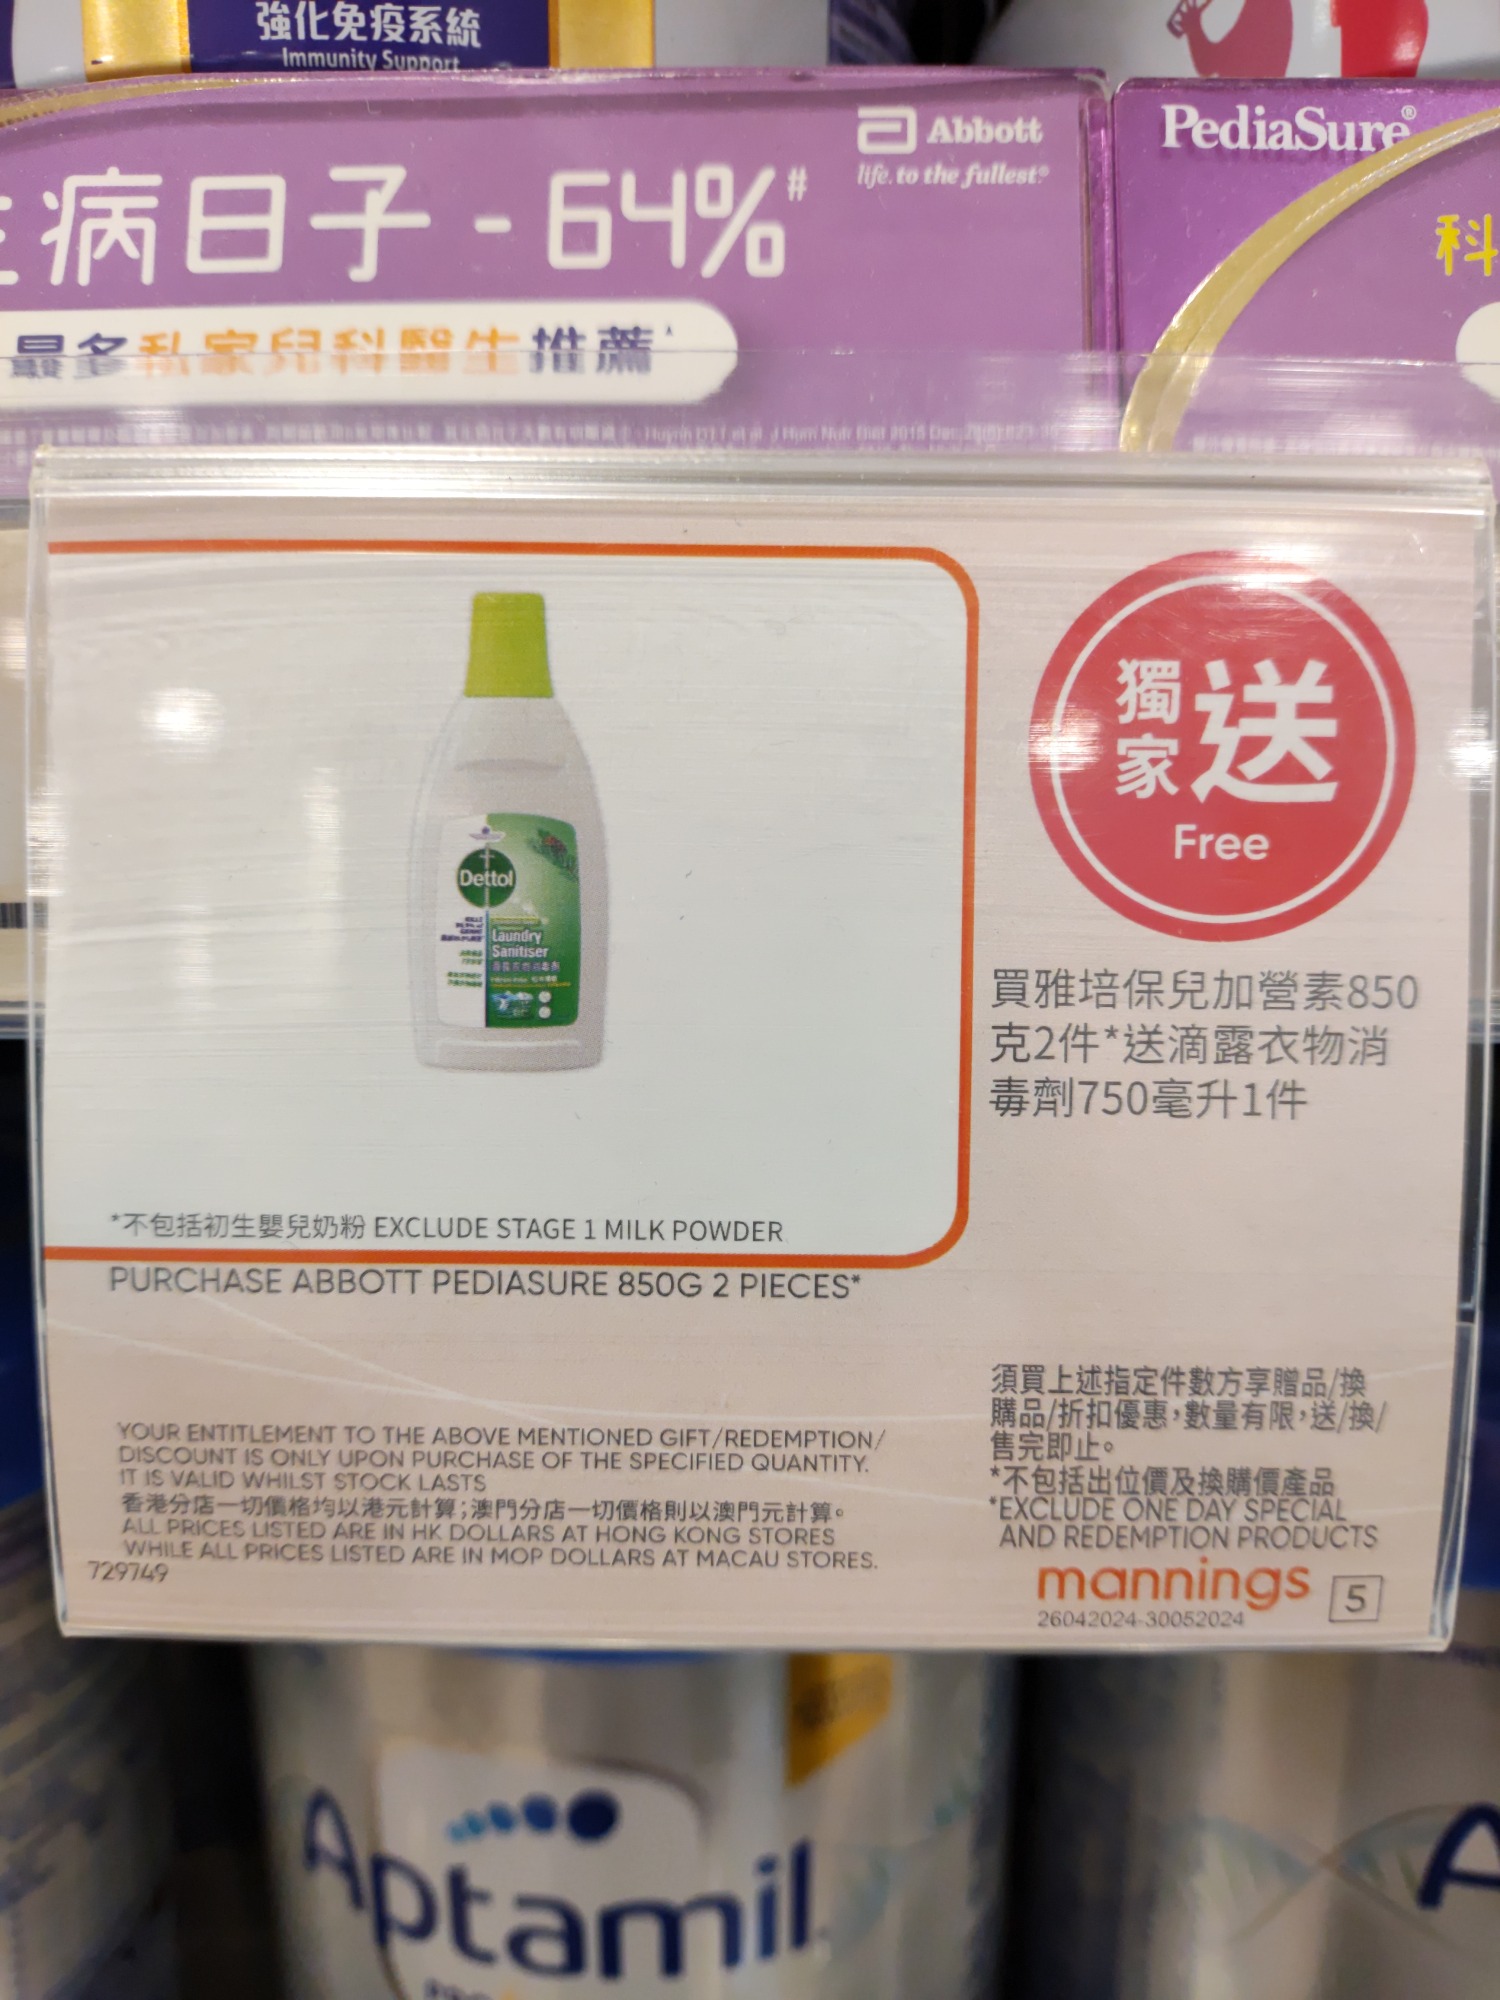 強化免疫系統
Immunity Support
Abbott
life. to the fullest®
病日子 - 64%#
最多私家兒科醫生推薦^
PediaSure®
科
獨家送
Free
Dettol
Laundry
Sanitiser
買雅培保兒加營素850
克2件*送滴露衣物消
毒劑750毫升1件
*不包括初生嬰兒奶粉 EXCLUDE STAGE 1 MILK POWDER
PURCHASE ABBOTT PEDIASURE 850G 2 PIECES*
YOUR ENTITLEMENT TO THE ABOVE MENTIONED GIFT/REDEMPTION/
DISCOUNT IS ONLY UPON PURCHASE OF THE SPECIFIED QUANTITY.
IT IS VALID WHILST STOCK LASTS
香港分店一切價格均以港元計算;澳門分店一切價格則以澳門元計算。
ALL PRICES LISTED ARE IN HK DOLLARS AT HONG KONG STORES
WHILE ALL PRICES LISTED ARE IN MOP DOLLARS AT MACAU STORES.
729749
須買上述指定件數方享贈品/換
購品/折扣優惠,數量有限,送/換/
售完即止。
*不包括出位價及換購價產品
*EXCLUDE ONE DAY SPECIAL
AND REDEMPTION PRODUCTS
mannings
5
26042024-30052024
Aptamil